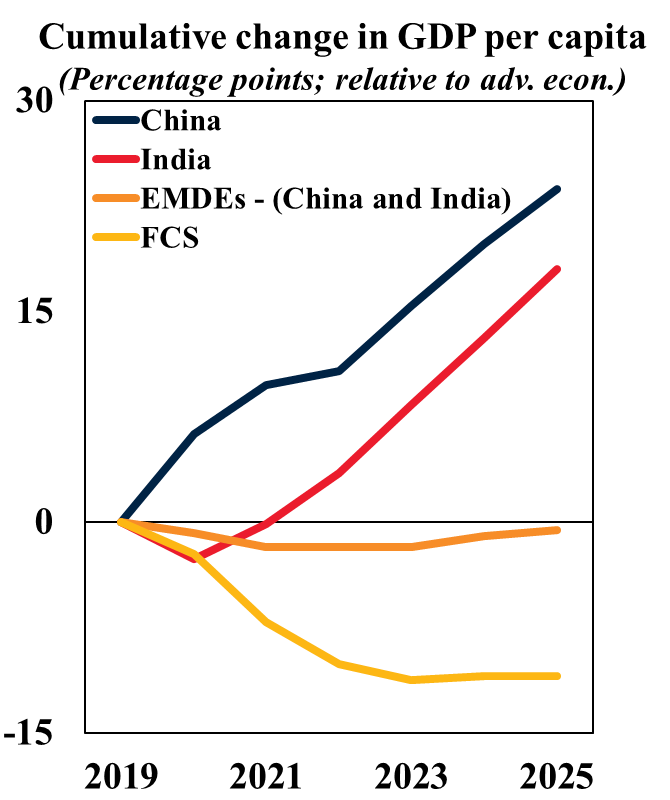 Cumulative change in GDP per capita
(Percentage points; relative to adv. econ.)
30
China
India
EMDEs - (China and India)
FCS
15
0
-15
2019 2021 2023 2025